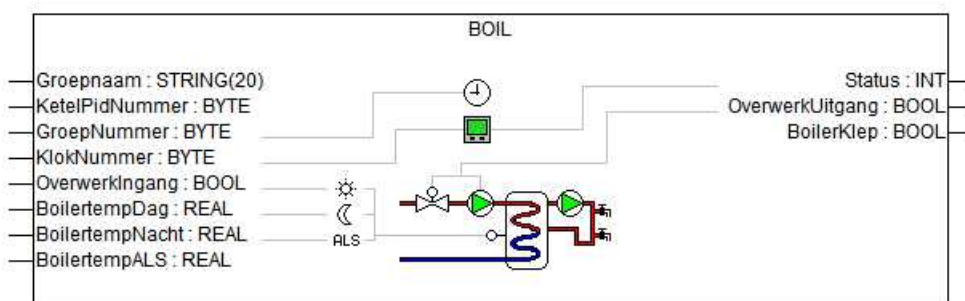 BOIL
Groepnaam : STRING(20)
KetelPidNummer : BYTE
GroepNummer : BYTE
KlokNummer : BYTE
OverwerkIngang : BOOL
BoilertempDag : REAL
BoilertempNacht : REAL
BoilertempALS : REAL
ALS
Status : INT
OverwerkUitgang : BOOL
BoilerKlep : BOOL